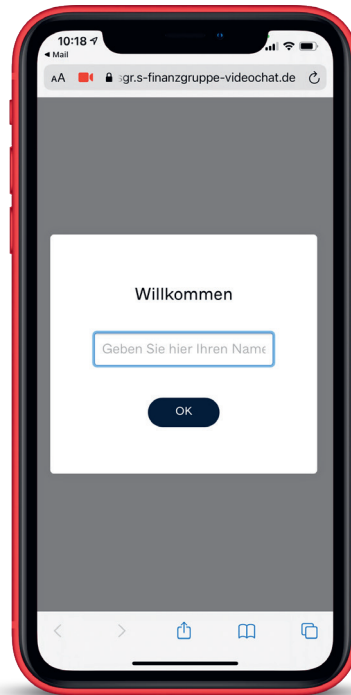 10:18
Mail
AA gr.s-finanzgruppe-videochat.de
Willkommen
Geben Sie hier Ihren Name
OK